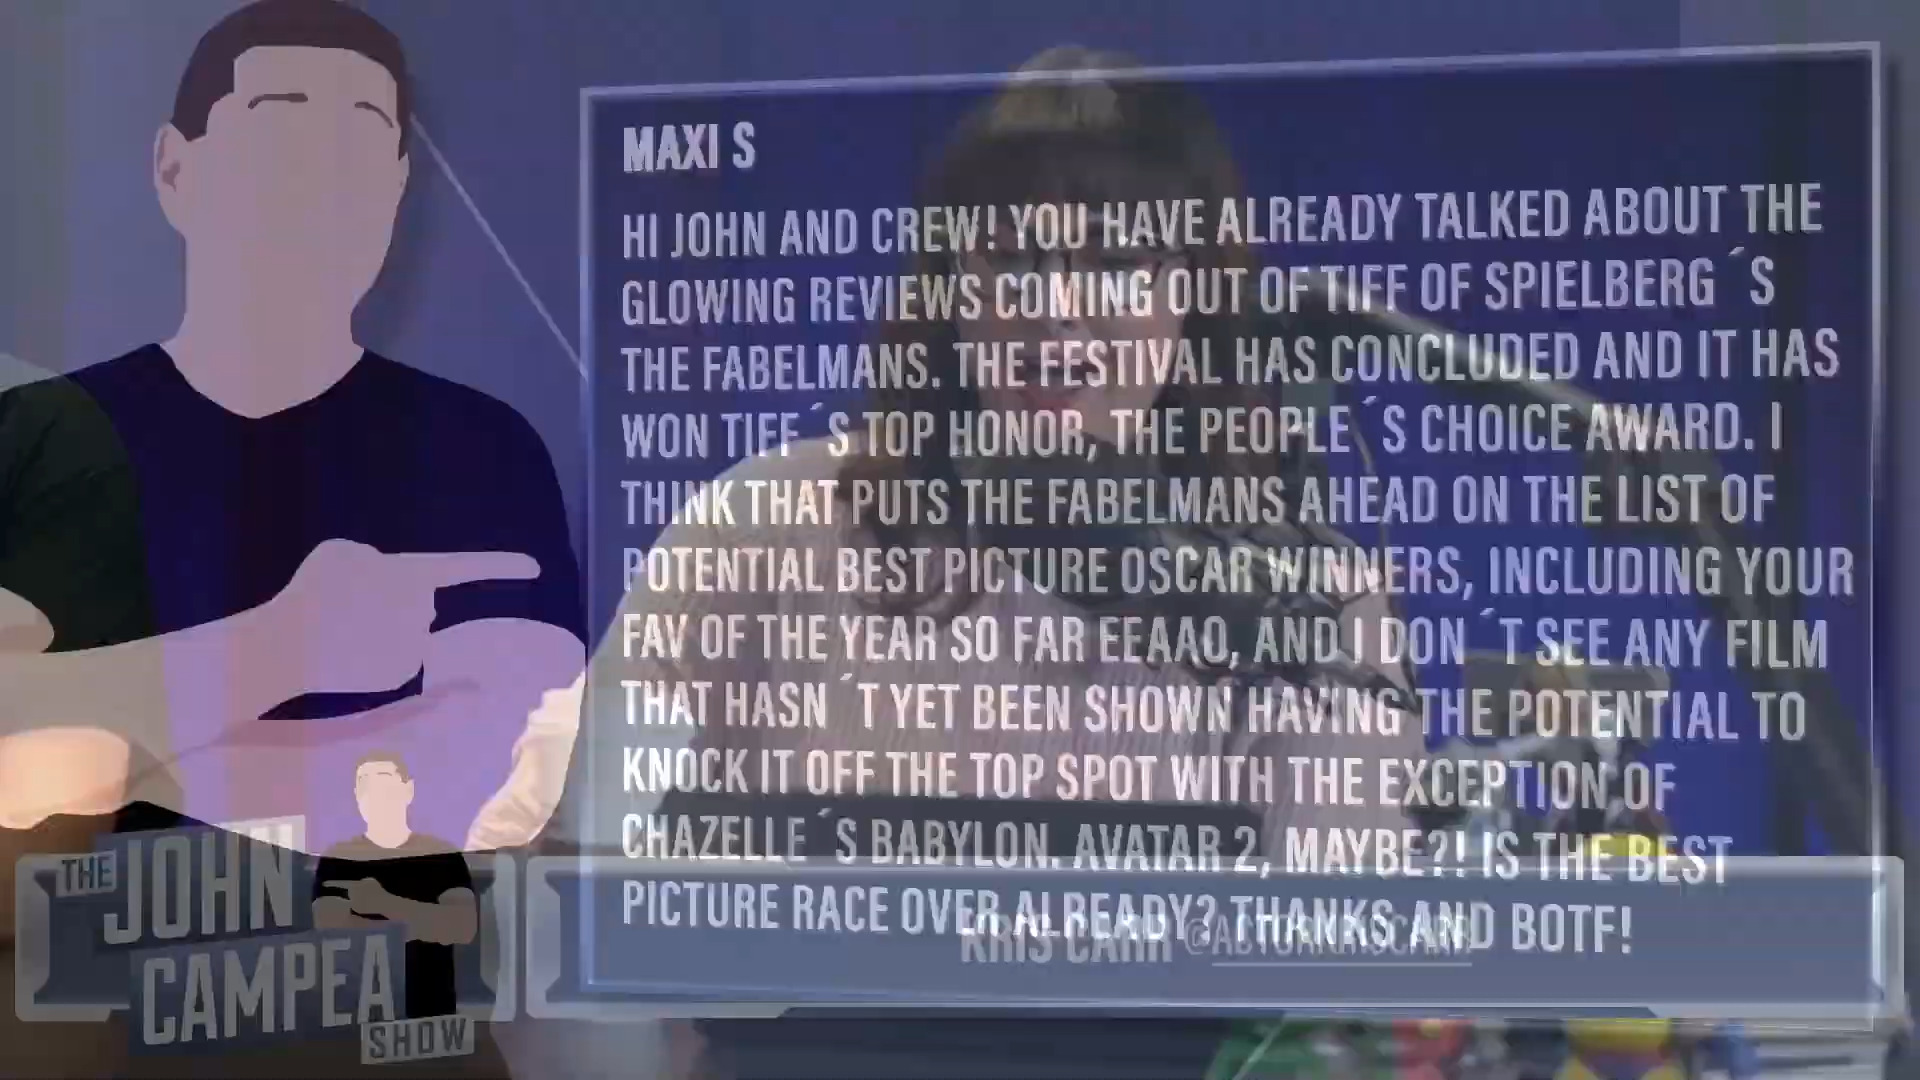 MAXI S
HI JOHN AND CREW! YOU HAVE ALREADY TALKED ABOUT THE
GLOWING REVIEWS COMING OUT OF TIFF OF SPIELBERG´S
THE FABELMANS. THE FESTIVAL HAS CONCLUDED AND IT HAS
WON TIFF´S TOP HONOR, THE PEOPLE´S CHOICE AWARD. I
THINK THAT PUTS THE FABELMANS AHEAD ON THE LIST OF
POTENTIAL BEST PICTURE OSCAR WINNERS, INCLUDING YOUR
FAV OF THE YEAR SO FAR EEAAO, AND I DON´T SEE ANY FILM
THAT HASN´T YET BEEN SHOWN HAVING THE POTENTIAL TO
KNOCK IT OFF THE TOP SPOT WITH THE EXCEPTION OF
CHAZELLE´S BABYLON. AVATAR 2, MAYBE?! IS THE BEST
PICTURE RACE OVER ALREADY? THANKS AND BOTF!
KRIS CARR @ACTORKRISCARR
THE
JOHN
CAMPEA
SHOW